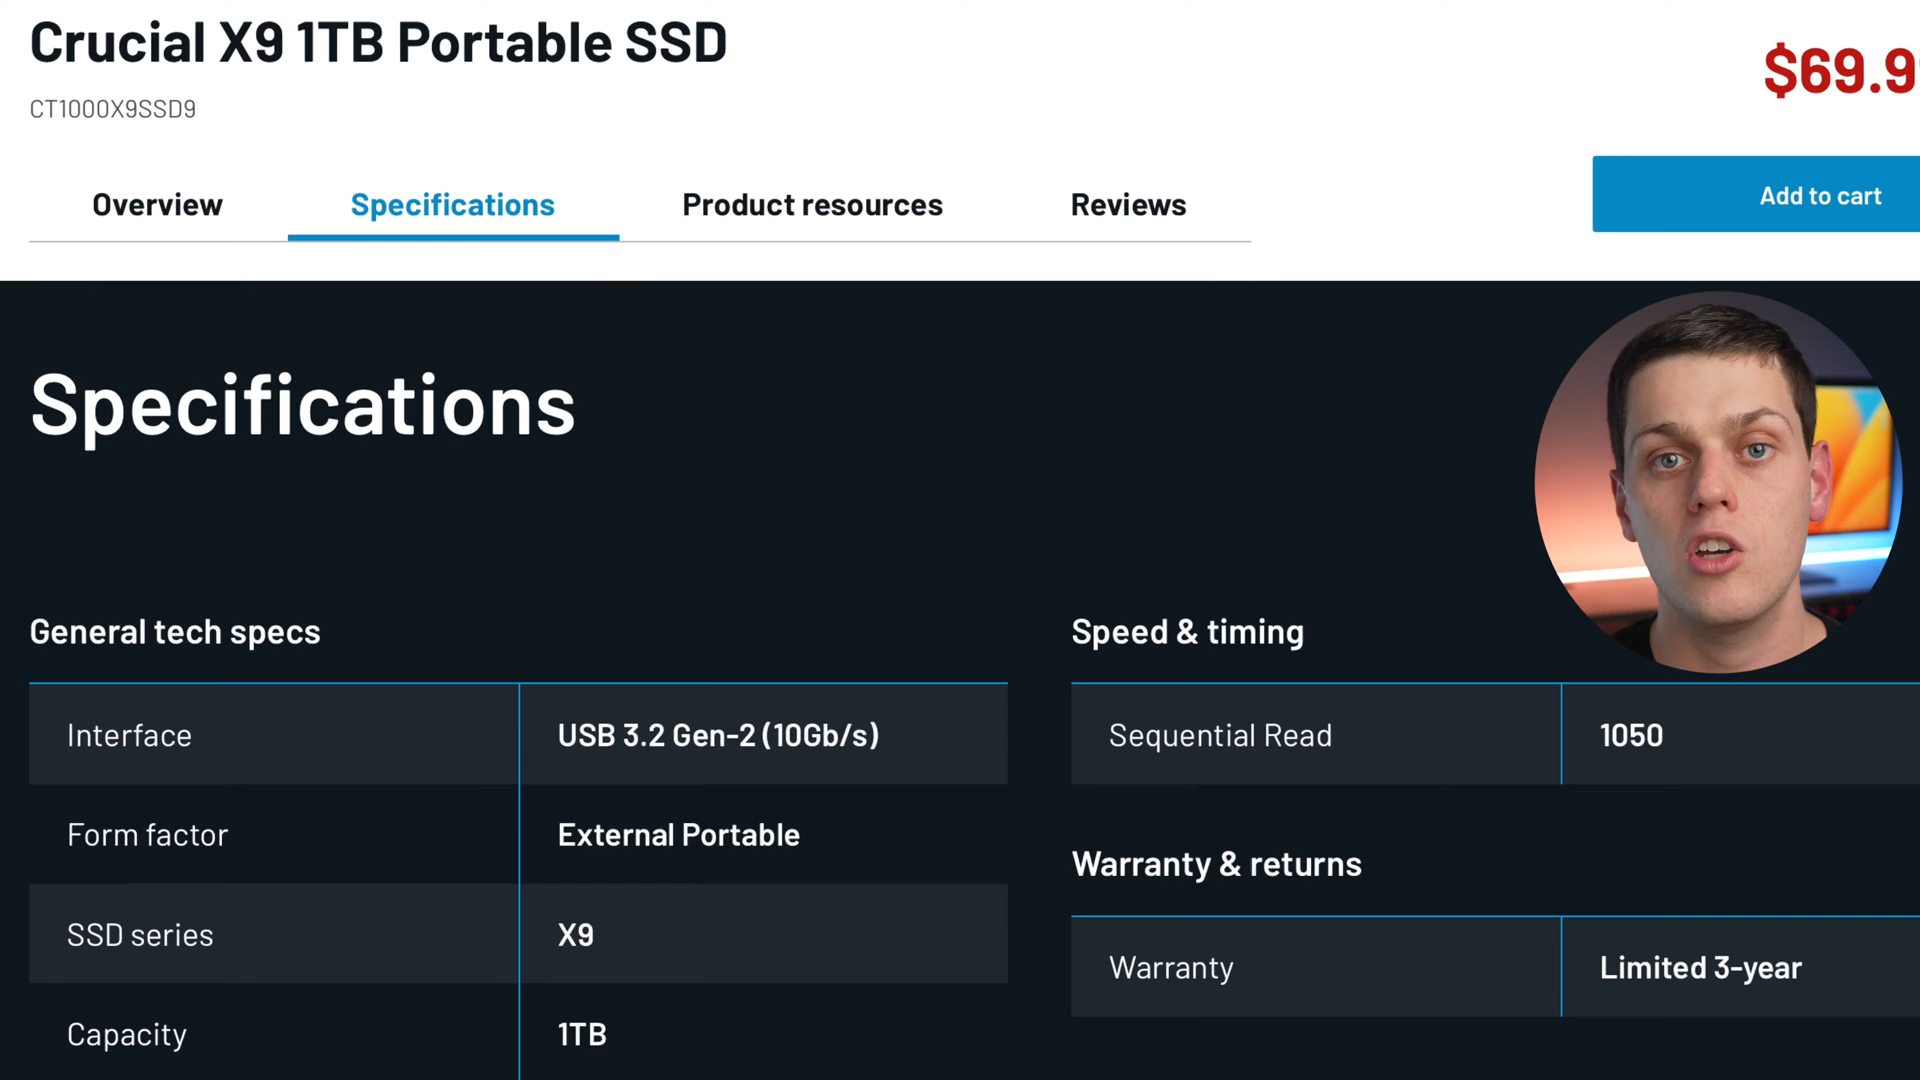 Crucial X9 1TB Portable SSD
CT1000X9SSD9
$69.9
Add to cart
Overview
Specifications
Product resources
Reviews
Specifications
General tech specs
Interface
USB 3.2 Gen-2 (10Gb/s)
Form factor
External Portable
SSD series
X9
Capacity
1TB
Speed & timing
Sequential Read
1050
Warranty & returns
Warranty
Limited 3-year